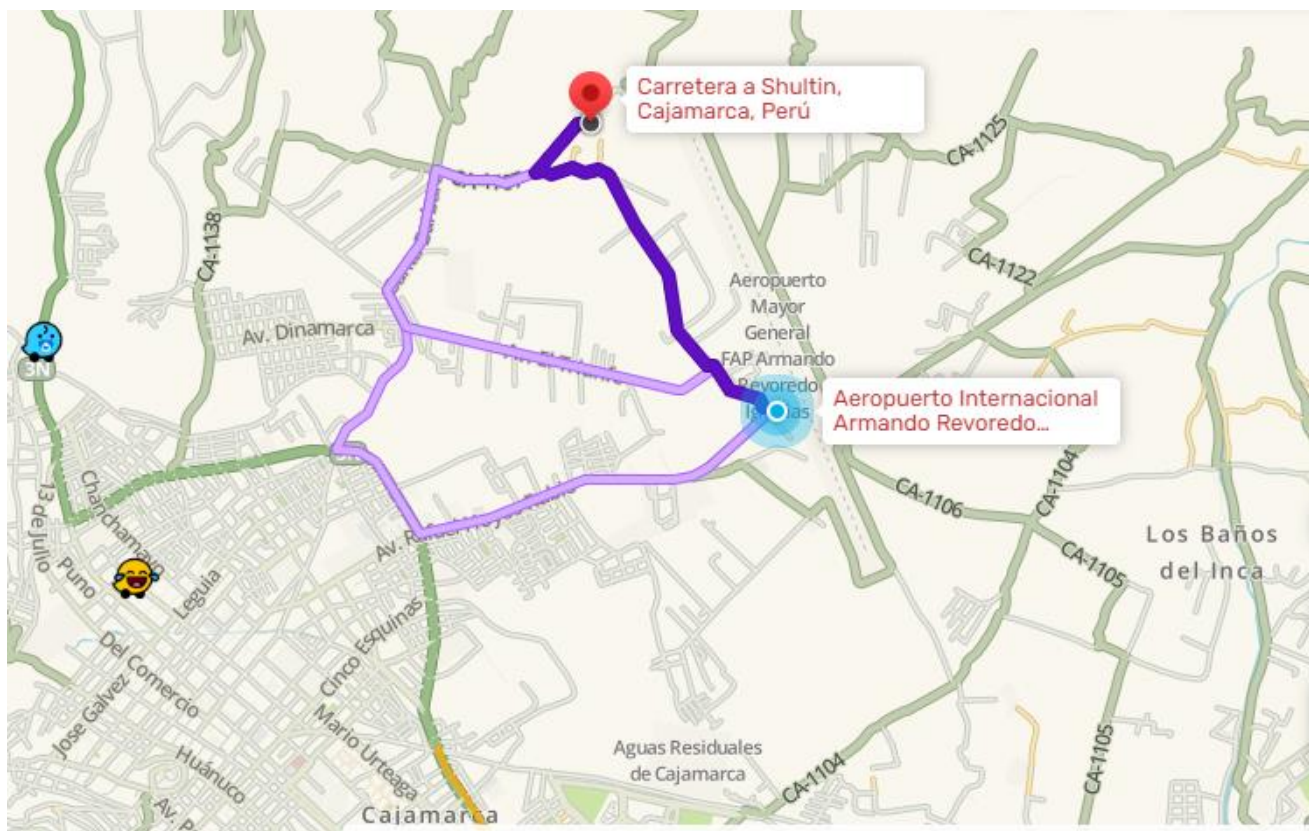 Carretera a Shultin,
Cajamarca, Perú
CA-1125
CA-1138
CA-1122
Aeropuerto
Mayor
General
FAP Armando
Revoredo
Av. Dinamarca
3N
Aeropuerto Internacional
Armando Revoredo...
CA-1104
CA-1106
Los Baños
del Inca
CA-1105
13 de Julio
Chanchamayo
Puno
Leguia
Cinco Esquinas
Del Comercio
Jose Galvez
Mario Urteaga
Huánuco
Aguas Residuales
de Cajamarca
CA-1104
CA-1105
Cajamarca